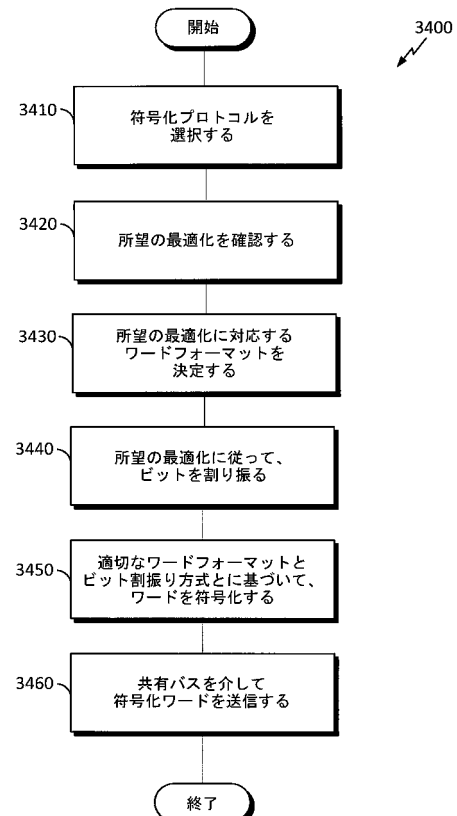 開始
3400
3410
符号化プロトコルを
選択する
3420
所望の最適化を確認する
3430
所望の最適化に対応する
ワードフォーマットを
決定する
3440
所望の最適化に従って、
ビットを割り振る
3450
適切なワードフォーマットと
ビット割振り方式とに基づいて、
ワードを符号化する
3460
共有バスを介して
符号化ワードを送信する
終了